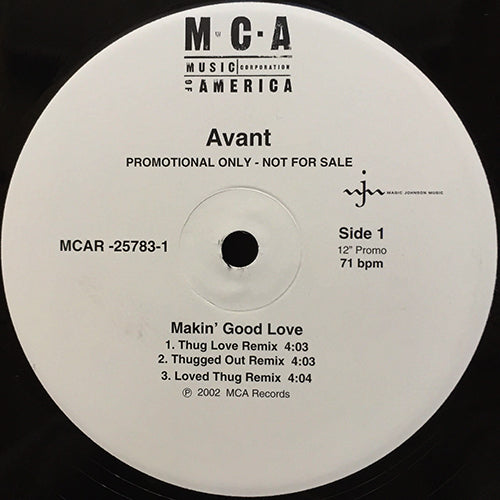 M·C·A
MUSIC CORPORATION
OF AMERICA
Avant
PROMOTIONAL ONLY - NOT FOR SALE
mjm MAGIC JOHNSON MUSIC
MCAR -25783-1
Side 1
12" Promo
71 bpm
Makin' Good Love
1. Thug Love Remix 4:03
2. Thugged Out Remix 4:03
3. Loved Thug Remix 4:04
℗ 2002 MCA Records